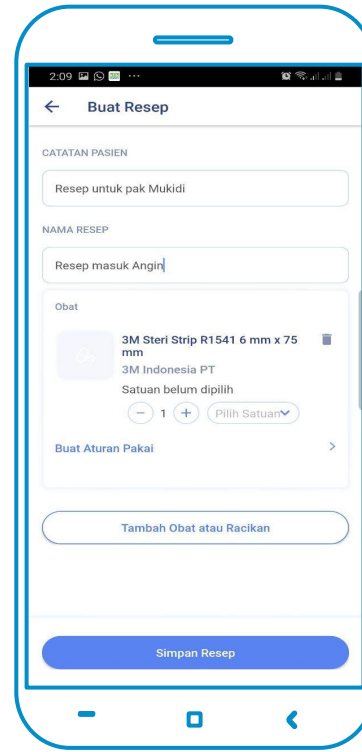 2:09
Buat Resep
CATATAN PASIEN
Resep untuk pak Mukidi
NAMA RESEP
Resep masuk Angin
Obat
3M Steri Strip R1541 6 mm x 75
mm
3M Indonesia PT
Satuan belum dipilih
1 Pilih Satuan
Buat Aturan Pakai
Tambah Obat atau Racikan
Simpan Resep